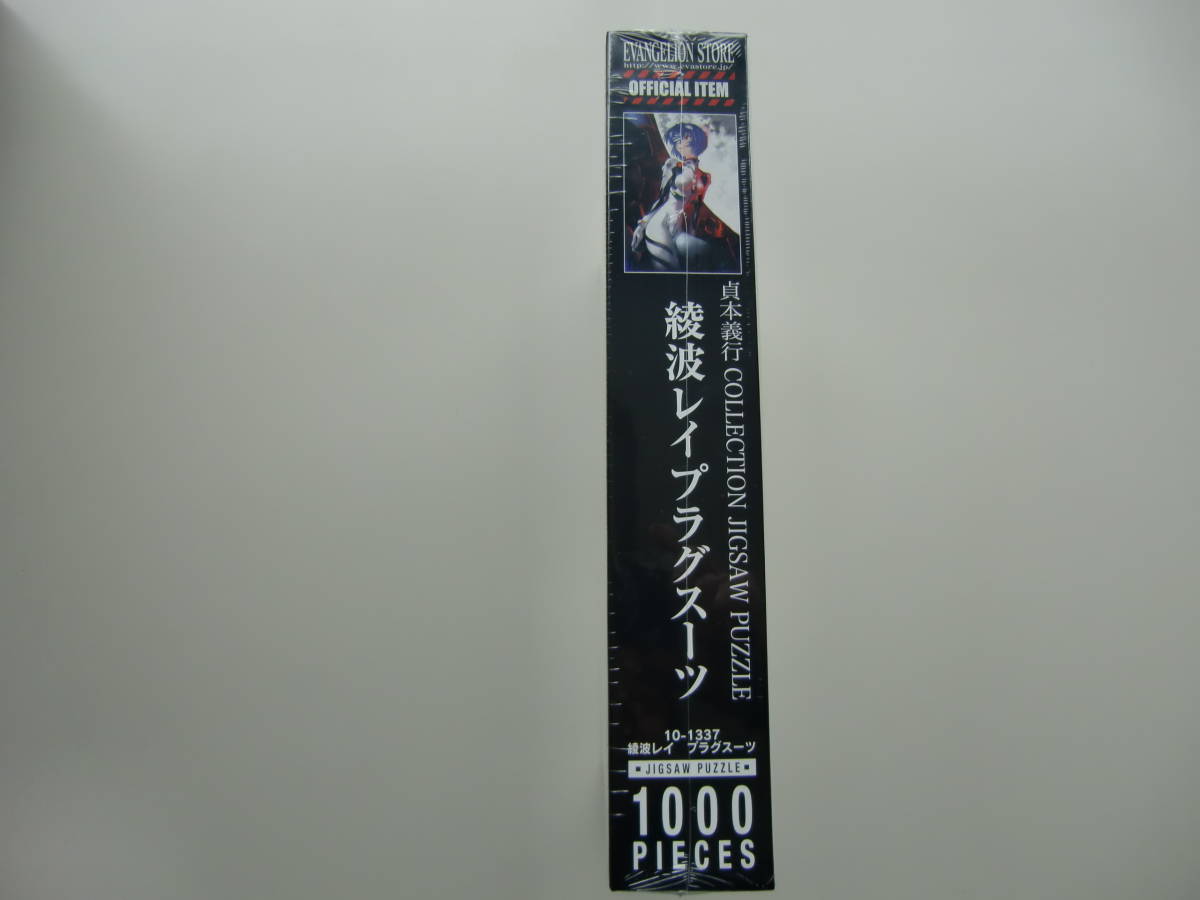 EVANGELION STORE
http://www.evastore.jp/
OFFICIAL ITEM
貞本義行 COLLECTION JIGSAW PUZZLE
綾波レイプラグスーツ
10-1337
綾波レイ プラグスーツ
JIGSAW PUZZLE
1000
PIECES